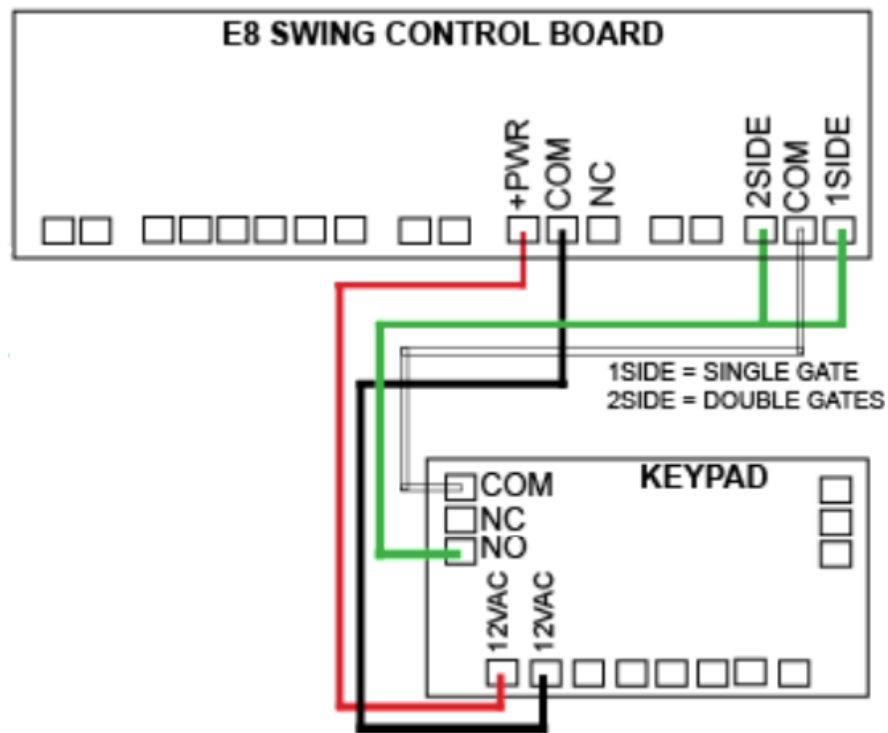 E8 SWING CONTROL BOARD
+PWR
COM
NC
2SIDE
COM
1SIDE
1SIDE = SINGLE GATE
2SIDE = DOUBLE GATES
KEYPAD
COM
NC
NO
12VAC
12VAC